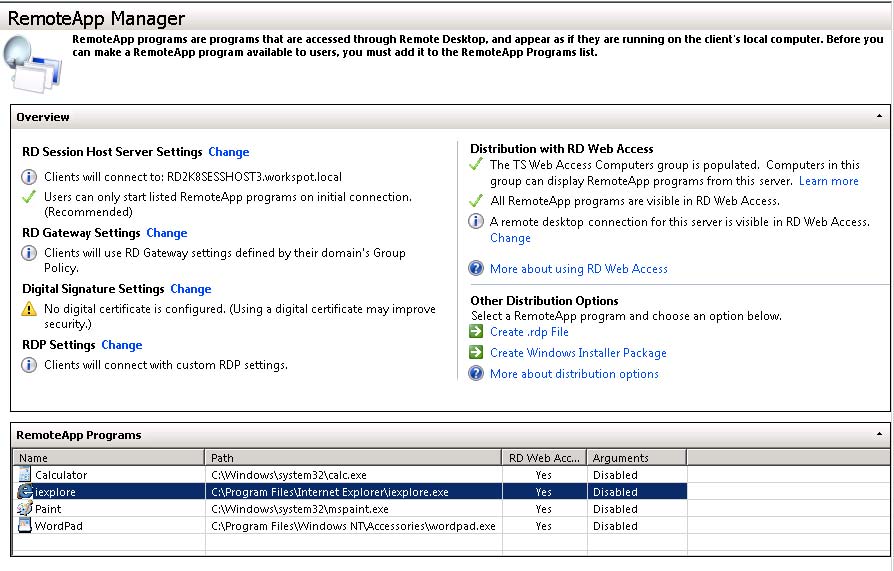 RemoteApp Manager
RemoteApp programs are programs that are accessed through Remote Desktop, and appear as if they are running on the client's local computer. Before you
can make a RemoteApp program available to users, you must add it to the RemoteApp Programs list.
Overview
RD Session Host Server Settings Change
Clients will connect to: RD2K8SESSHOST3.workspot.local
Users can only start listed RemoteApp programs on initial connection.
(Recommended)
RD Gateway Settings Change
Clients will use RD Gateway settings defined by their domain's Group
Policy.
Digital Signature Settings Change
No digital certificate is configured. (Using a digital certificate may improve
security.)
RDP Settings Change
Clients will connect with custom RDP settings.
Distribution with RD Web Access
The TS Web Access Computers group is populated. Computers in this
group can display RemoteApp programs from this server. Learn more
All RemoteApp programs are visible in RD Web Access.
A remote desktop connection for this server is visible in RD Web Access.
Change
More about using RD Web Access
Other Distribution Options
Select a RemoteApp program and choose an option below.
Create .rdp File
Create Windows Installer Package
More about distribution options
RemoteApp Programs
Name Path RD Web Acc... Arguments
Calculator C:\Windows\system32\calc.exe Yes Disabled
iexplore C:\Program Files\Internet Explorer\iexplore.exe Yes Disabled
Paint C:\Windows\system32\mspaint.exe Yes Disabled
WordPad C:\Program Files\Windows NT\Accessories\wordpad.exe Yes Disabled